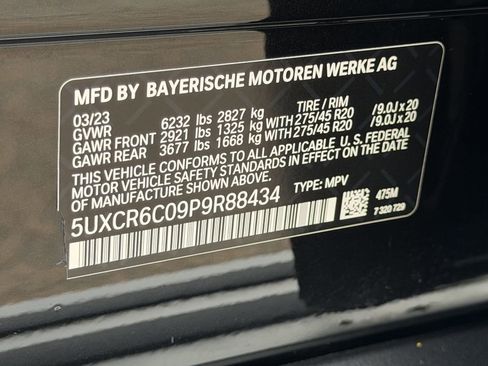 MFD BY BAYERISCHE MOTOREN WERKE AG
03/23 TIRE / RIM
GVWR 6232 lbs 2827 kg
GAWR FRONT 2921 lbs 1325 kg WITH 275/45 R20 /9.0J x 20
GAWR REAR 3677 lbs 1668 kg WITH 275/45 R20 /9.0J x 20
THIS VEHICLE CONFORMS TO ALL APPLICABLE U. S. FEDERAL
MOTOR VEHICLE SAFETY STANDARDS IN EFFECT ON THE
DATE OF MANUFACTURE SHOWN ABOVE.
5UXCR6C09P9R88434 TYPE: MPV
475M
7 320 729